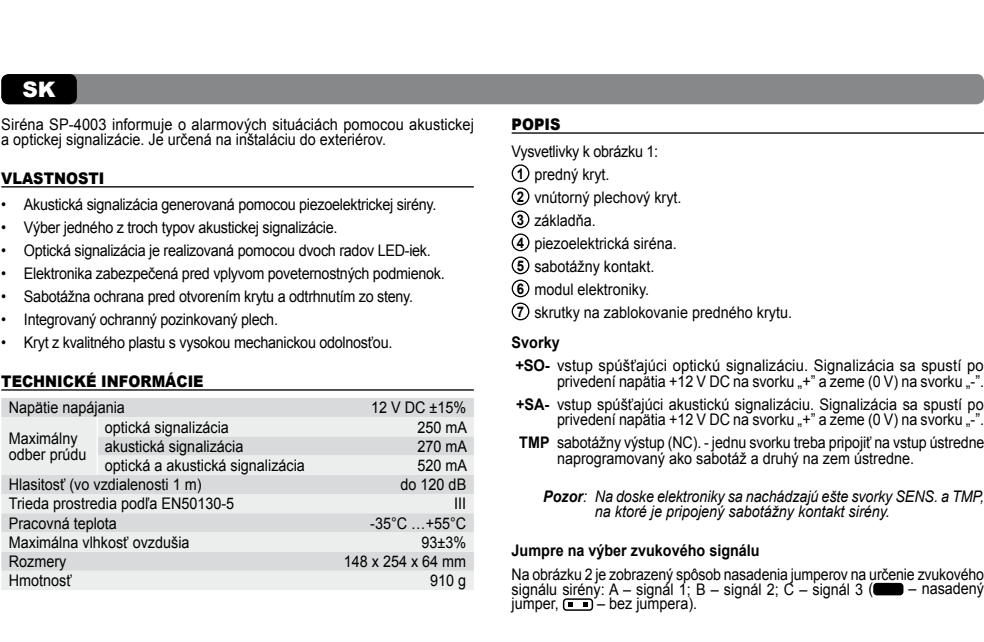 SK
Siréna SP-4003 informuje o alarmových situáciách pomocou akustickej
a optickej signalizácie. Je určená na inštaláciu do exteriérov.
VLASTNOSTI
• Akustická signalizácia generovaná pomocou piezoelektrickej sirény.
• Výber jedného z troch typov akustickej signalizácie.
• Optická signalizácia je realizovaná pomocou dvoch radov LED-iek.
• Elektronika zabezpečená pred vplyvom poveternostných podmienok.
• Sabotážna ochrana pred otvorením krytu a odtrhnutím zo steny.
• Integrovaný ochranný pozinkovaný plech.
• Kryt z kvalitného plastu s vysokou mechanickou odolnosťou.
TECHNICKÉ INFORMÁCIE
Napätie napájania 12 V DC ±15%
Maximálny odber prúdu optická signalizácia 250 mA
akustická signalizácia 270 mA
optická a akustická signalizácia 520 mA
Hlasitosť (vo vzdialenosti 1 m) do 120 dB
Trieda prostredia podľa EN50130-5 III
Pracovná teplota -35°C …+55°C
Maximálna vlhkosť ovzdušia 93±3%
Rozmery 148 x 254 x 64 mm
Hmotnosť 910 g
POPIS
Vysvetlivky k obrázku 1:
1 predný kryt.
2 vnútorný plechový kryt.
3 základňa.
4 piezoelektrická siréna.
5 sabotážny kontakt.
6 modul elektroniky.
7 skrutky na zablokovanie predného krytu.
Svorky
+SO- vstup spúšťajúci optickú signalizáciu. Signalizácia sa spustí po
privedení napätia +12 V DC na svorku „+" a zeme (0 V) na svorku „-".
+SA- vstup spúšťajúci akustickú signalizáciu. Signalizácia sa spustí po
privedení napätia +12 V DC na svorku „+" a zeme (0 V) na svorku „-".
TMP sabotážny výstup (NC). - jednu svorku treba pripojiť na vstup ústredne
naprogramovaný ako sabotáž a druhý na zem ústredne.
Pozor: Na doske elektroniky sa nachádzajú ešte svorky SENS. a TMP,
na ktoré je pripojený sabotážny kontakt sirény.
Jumpre na výber zvukového signálu
Na obrázku 2 je zobrazený spôsob nasadenia jumperov na určenie zvukového
signálu sirény: A – signál 1; B – signál 2; C – signál 3 ( – nasadený
jumper, – bez jumpera).